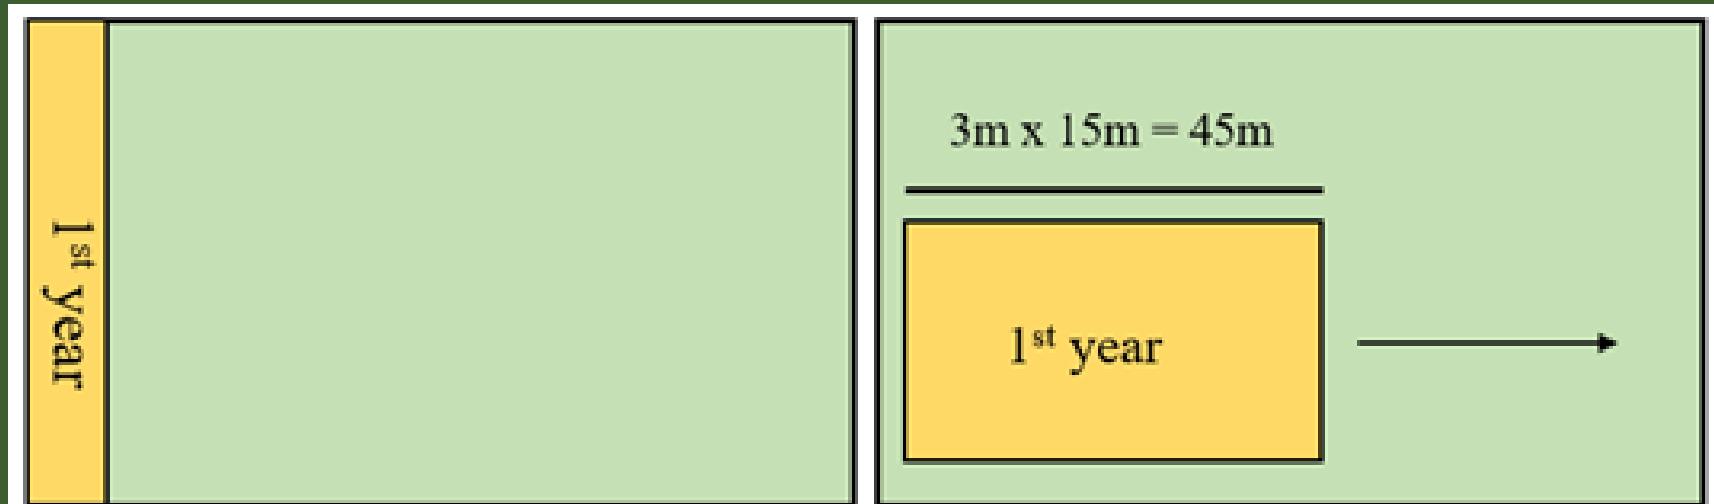 1st year
3m x 15m = 45m
1st year